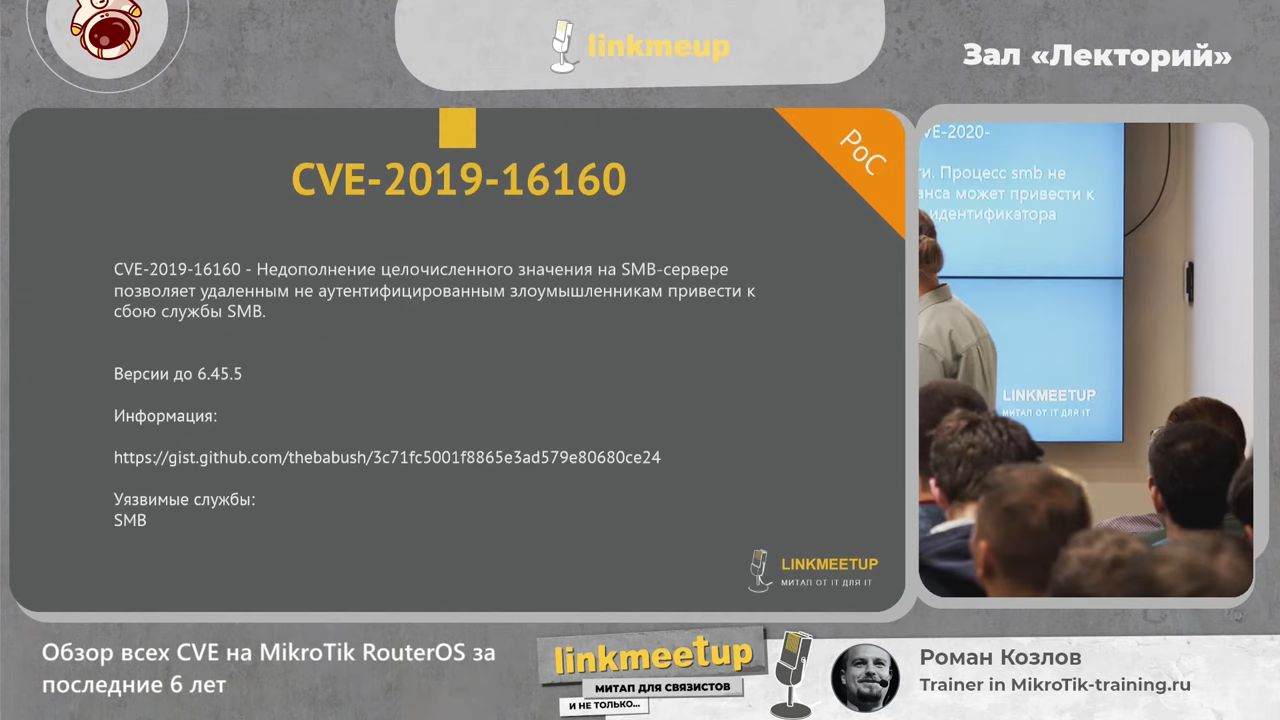 linkmeup
Зал «Лекторий»
PoC
CVE-2019-16160
CVE-2019-16160 - Недополнение целочисленного значения на SMB-сервере
позволяет удаленным не аутентифицированным злоумышленникам привести к
сбою службы SMB.
Версии до 6.45.5
Информация:
https://gist.github.com/thebabush/3c71fc5001f8865e3ad579e80680ce24
Уязвимые службы:
SMB
LINKMEETUP
МИТАП ОТ IT ДЛЯ IT
VE-2020-
Процесс smb не
может привести к
идентификатора
LINKMEETUP
МИТАП ОТ IT ДЛЯ IT
Обзор всех CVE на MikroTik RouterOS за
последние 6 лет
linkmeetup
МИТАП ДЛЯ СВЯЗИСТОВ
И НЕ ТОЛЬКО...
Роман Козлов
Trainer in MikroTik-training.ru